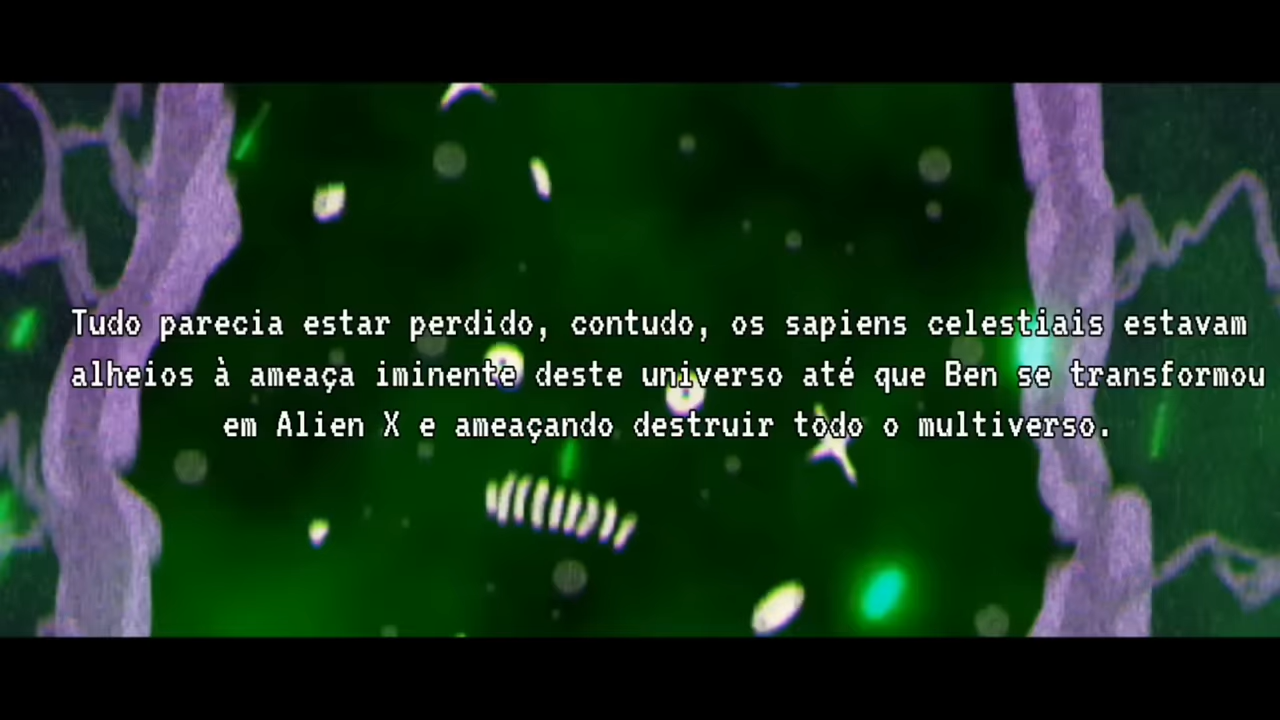 Tudo parecia estar perdido, contudo, os sapiens celestiais estavam
alheios à ameaça iminente deste universo até que Ben se transformou
em Alien X e ameaçando destruir todo o multiverso.